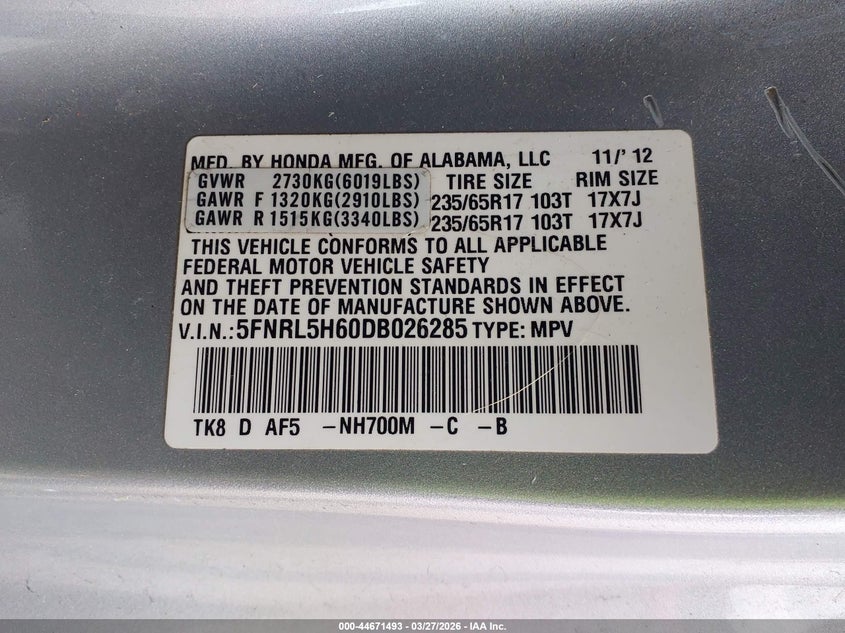 MFD. BY HONDA MFG. OF ALABAMA, LLC 11/' 12
GVWR 2730KG(6019LBS) TIRE SIZE RIM SIZE
GAWR F 1320KG(2910LBS) 235/65R17 103T 17X7J
GAWR R 1515KG(3340LBS) 235/65R17 103T 17X7J
THIS VEHICLE CONFORMS TO ALL APPLICABLE
FEDERAL MOTOR VEHICLE SAFETY
AND THEFT PREVENTION STANDARDS IN EFFECT
ON THE DATE OF MANUFACTURE SHOWN ABOVE.
V.I.N.:5FNRL5H60DB026285 TYPE: MPV
TK8 D AF5 -NH700M -C -B
000-44671493 - 03/27/2026 - IAA Inc.